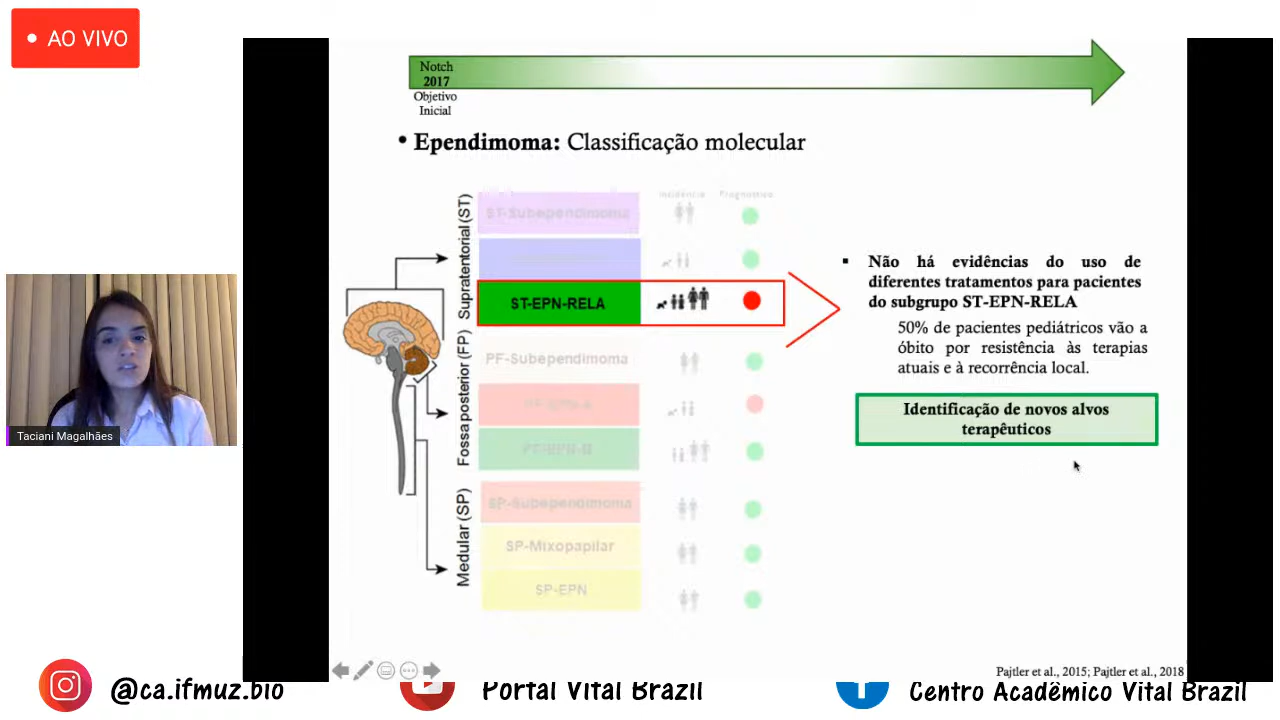 AO VIVO
Notch
2017
Objetivo
Inicial
• Ependimoma: Classificação molecular
Incidência Prognóstico
Supratentorial (ST)
ST-Subependimoma
ST-EPN-RELA
Fossa posterior (FP)
PF-Subependimoma
PF-EPN-A
PF-EPN-B
Medular (SP)
SP-Subependimoma
SP-Mixopapilar
SP-EPN
Não há evidências do uso de
diferentes tratamentos para pacientes
do subgrupo ST-EPN-RELA
50% de pacientes pediátricos vão a
óbito por resistência às terapias
atuais e à recorrência local.
Identificação de novos alvos
terapêuticos
Taciani Magalhães
Pajtler et al., 2015; Pajtler et al., 2018
@ca.ifmuz.bio
Portal Vital Brazil
Centro Acadêmico Vital Brazil